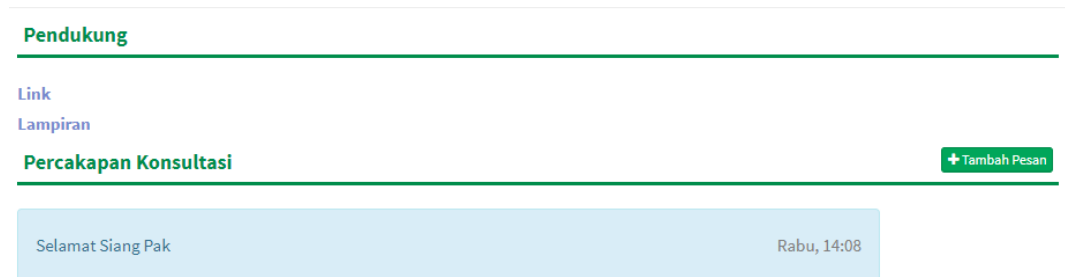 Pendukung
Link
Lampiran
Percakapan Konsultasi
Tambah Pesan
Selamat Siang Pak
Rabu, 14:08